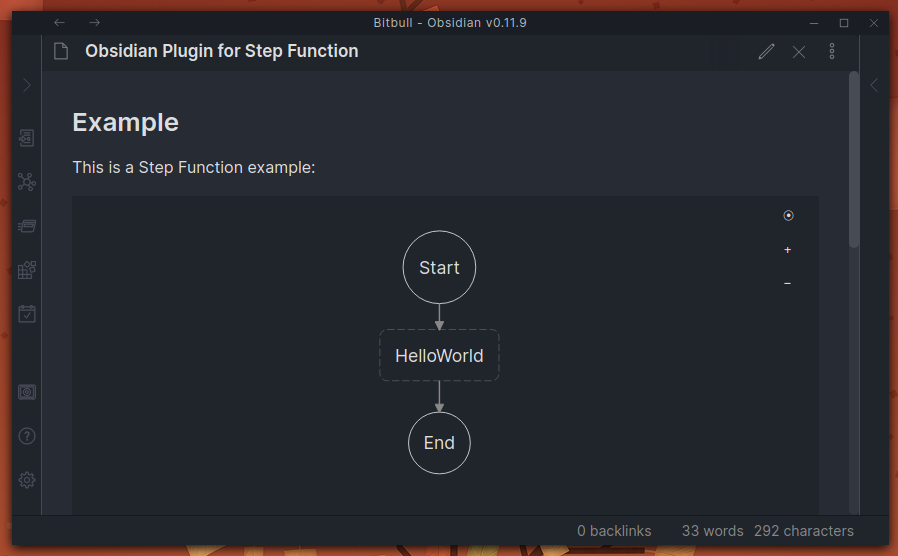 Bitbull - Obsidian v0.11.9
Obsidian Plugin for Step Function
Example
This is a Step Function example:
Start
HelloWorld
End
0 backlinks 33 words 292 characters